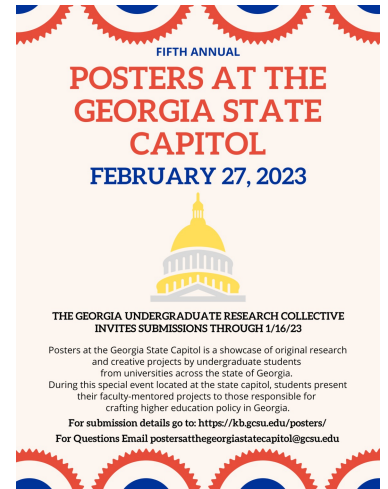 FIFTH ANNUAL
POSTERS AT THE
GEORGIA STATE
CAPITOL
FEBRUARY 27, 2023
THE GEORGIA UNDERGRADUATE RESEARCH COLLECTIVE
INVITES SUBMISSIONS THROUGH 1/16/23
Posters at the Georgia State Capitol is a showcase of original research
and creative projects by undergraduate students
from universities across the state of Georgia.
During this special event located at the state capitol, students present
their faculty-mentored projects to those responsible for
crafting higher education policy in Georgia.
For submission details go to: https://kb.gcsu.edu/posters/
For Questions Email postersatthegeorgiastatecapitol@gcsu.edu